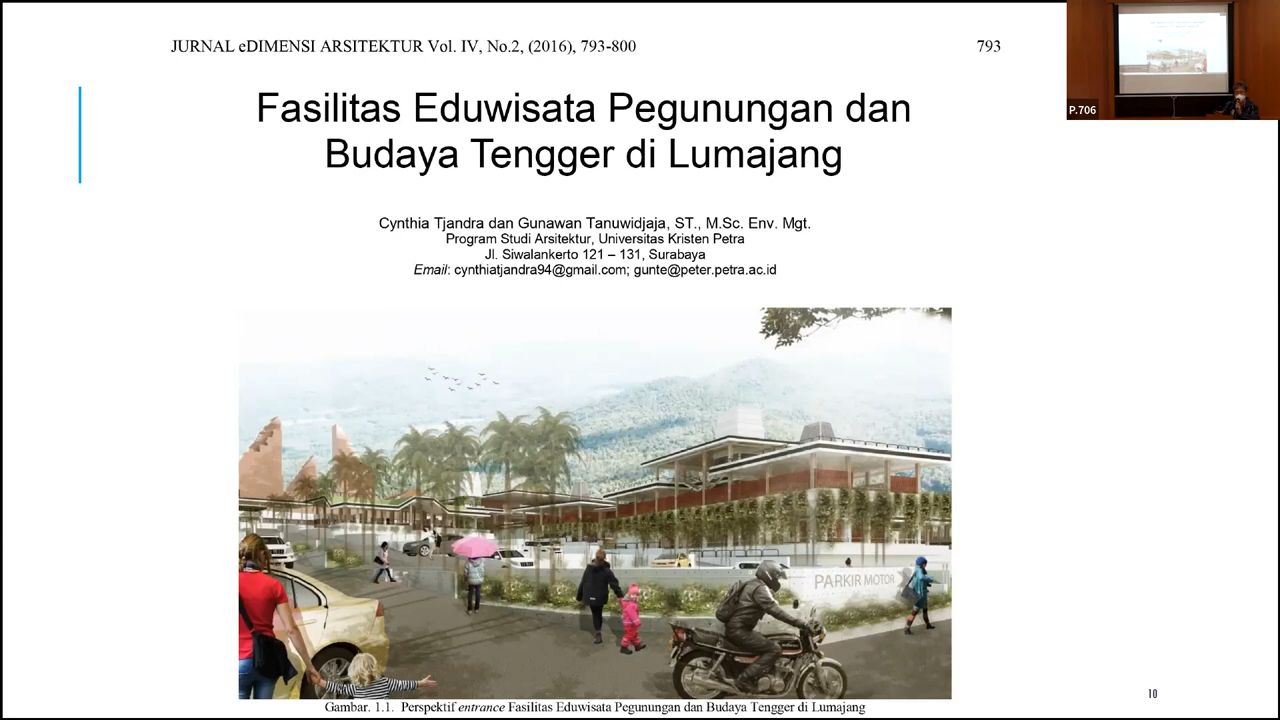 JURNAL eDIMENSI ARSITEKTUR Vol. IV, No.2, (2016), 793-800 793
Fasilitas Eduwisata Pegunungan dan
Budaya Tengger di Lumajang
Cynthia Tjandra dan Gunawan Tanuwidjaja, ST., M.Sc. Env. Mgt.
Program Studi Arsitektur, Universitas Kristen Petra
Jl. Siwalankerto 121 – 131, Surabaya
Email: cynthiatjandra94@gmail.com; gunte@peter.petra.ac.id
PARKIR MOTOR
Gambar. 1.1. Perspektif entrance Fasilitas Eduwisata Pegunungan dan Budaya Tengger di Lumajang
10
P.706